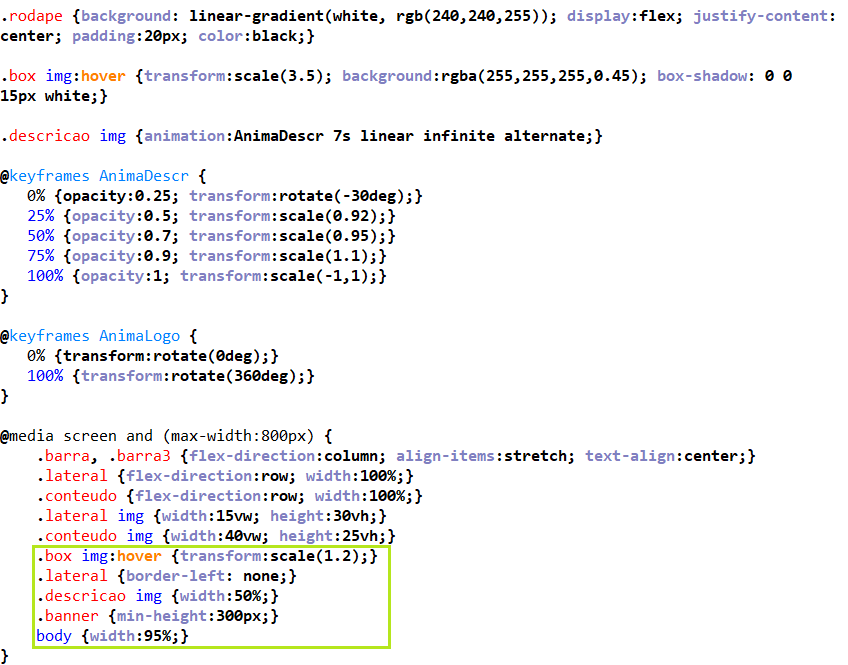 .rodape {background: linear-gradient(white, rgb(240,240,255)); display:flex; justify-content:
center; padding:20px; color:black;}
.box img:hover {transform:scale(3.5); background:rgba(255,255,255,0.45); box-shadow: 0 0
15px white;}
.descricao img {animation:AnimaDescr 7s linear infinite alternate;}
@keyframes AnimaDescr {
0% {opacity:0.25; transform:rotate(-30deg);}
25% {opacity:0.5; transform:scale(0.92);}
50% {opacity:0.7; transform:scale(0.95);}
75% {opacity:0.9; transform:scale(1.1);}
100% {opacity:1; transform:scale(-1,1);}
}
@keyframes AnimaLogo {
0% {transform:rotate(0deg);}
100% {transform:rotate(360deg);}
}
@media screen and (max-width:800px) {
.barra, .barra3 {flex-direction:column; align-items:stretch; text-align:center;}
.lateral {flex-direction:row; width:100%;}
.conteudo {flex-direction:row; width:100%;}
.lateral img {width:15vw; height:30vh;}
.conteudo img {width:40vw; height:25vh;}
.box img:hover {transform:scale(1.2);}
.lateral {border-left: none;}
.descricao img {width:50%;}
.banner {min-height:300px;}
body {width:95%;}
}